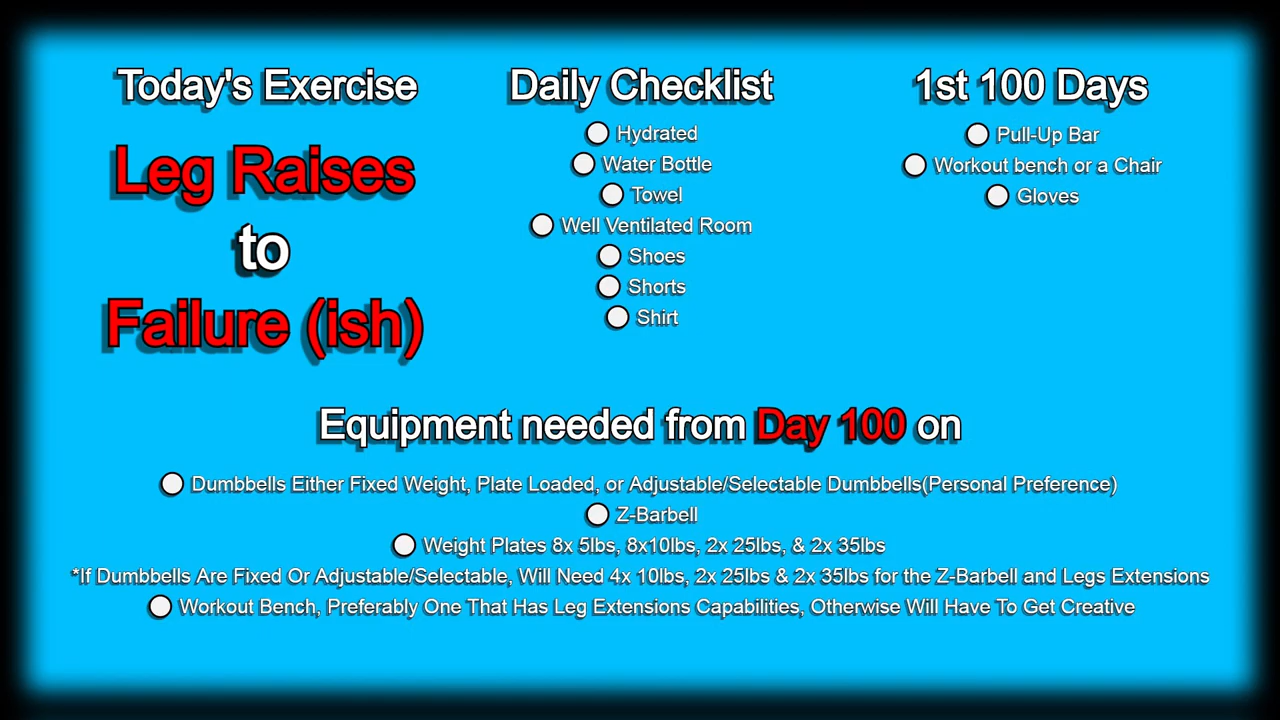 Today's Exercise
Leg Raises
to
Failure (ish)
Daily Checklist
Hydrated
Water Bottle
Towel
Well Ventilated Room
Shoes
Shorts
Shirt
1st 100 Days
Pull-Up Bar
Workout bench or a Chair
Gloves
Equipment needed from Day 100 on
Dumbbells Either Fixed Weight, Plate Loaded, or Adjustable/Selectable Dumbbells(Personal Preference)
Z-Barbell
Weight Plates 8x 5lbs, 8x10lbs, 2x 25lbs, & 2x 35lbs
*If Dumbbells Are Fixed Or Adjustable/Selectable, Will Need 4x 10lbs, 2x 25lbs & 2x 35lbs for the Z-Barbell and Legs Extensions
Workout Bench, Preferably One That Has Leg Extensions Capabilities, Otherwise Will Have To Get Creative